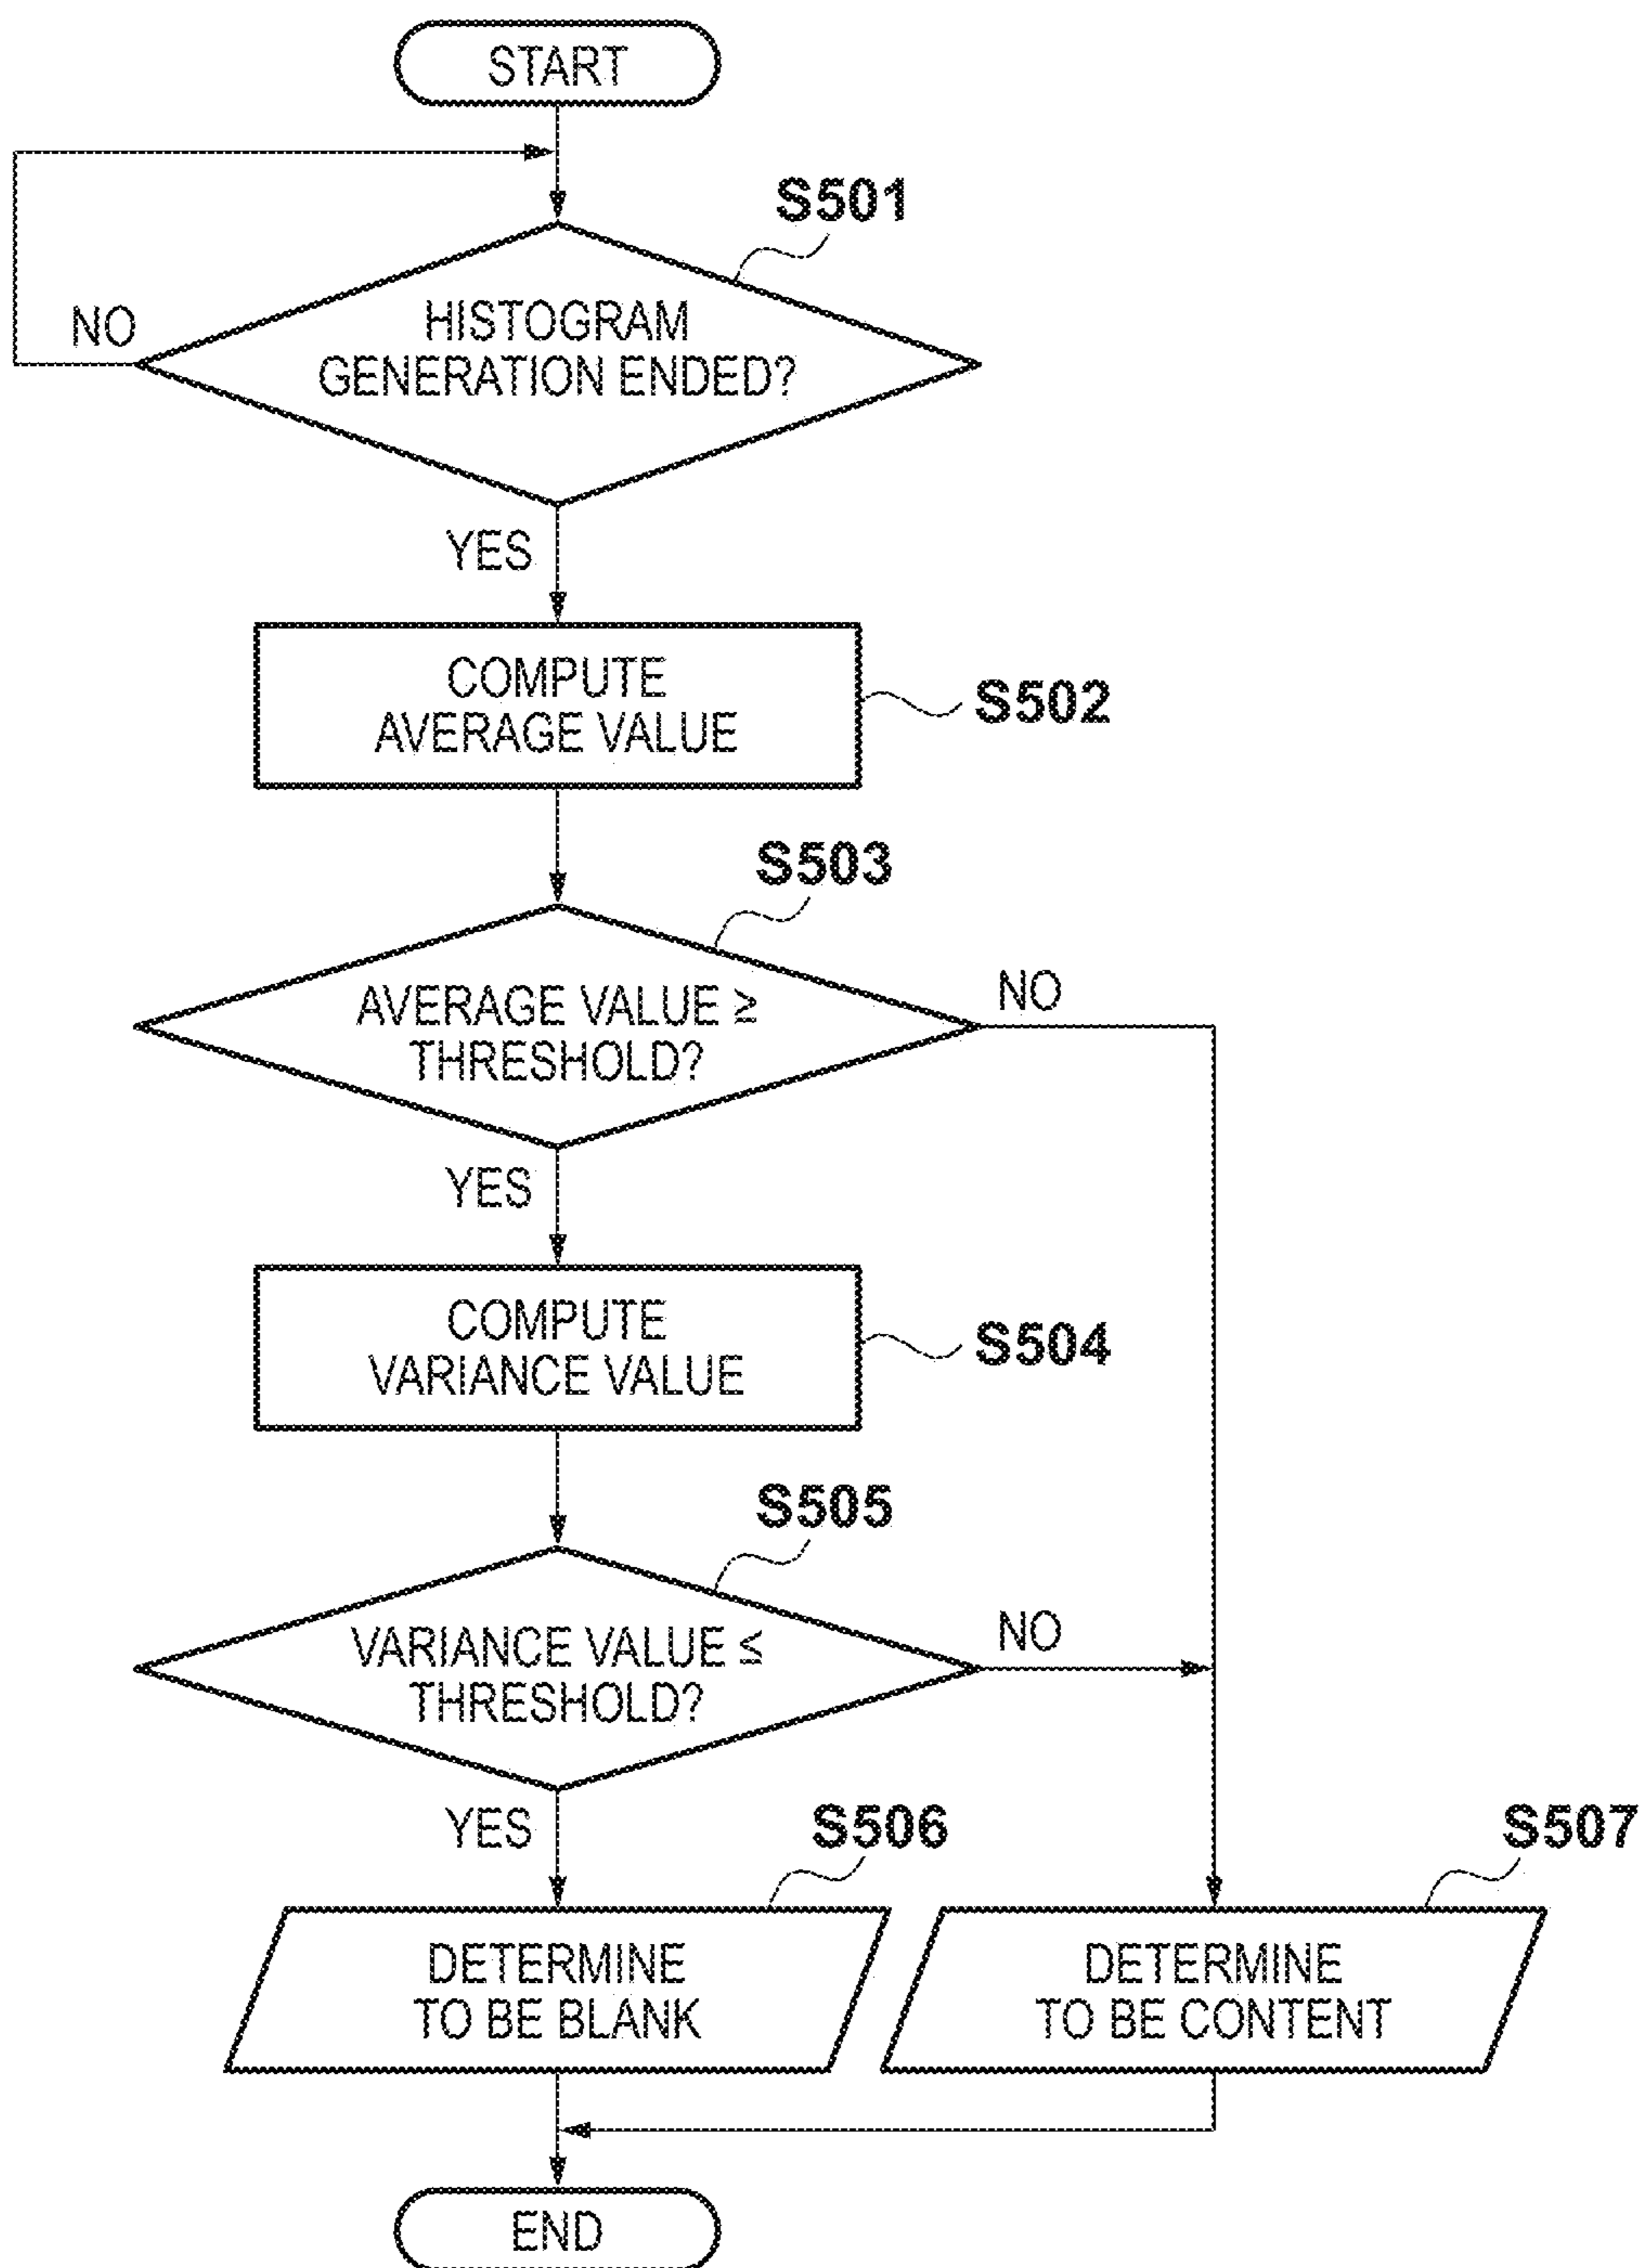 START
S501
NO
HISTOGRAM
GENERATION ENDED?
YES
COMPUTE
AVERAGE VALUE
S502
S503
AVERAGE VALUE ≥
THRESHOLD?
NO
YES
COMPUTE
VARIANCE VALUE
S504
S505
VARIANCE VALUE ≤
THRESHOLD?
NO
YES
S506
S507
DETERMINE
TO BE BLANK
DETERMINE
TO BE CONTENT
END